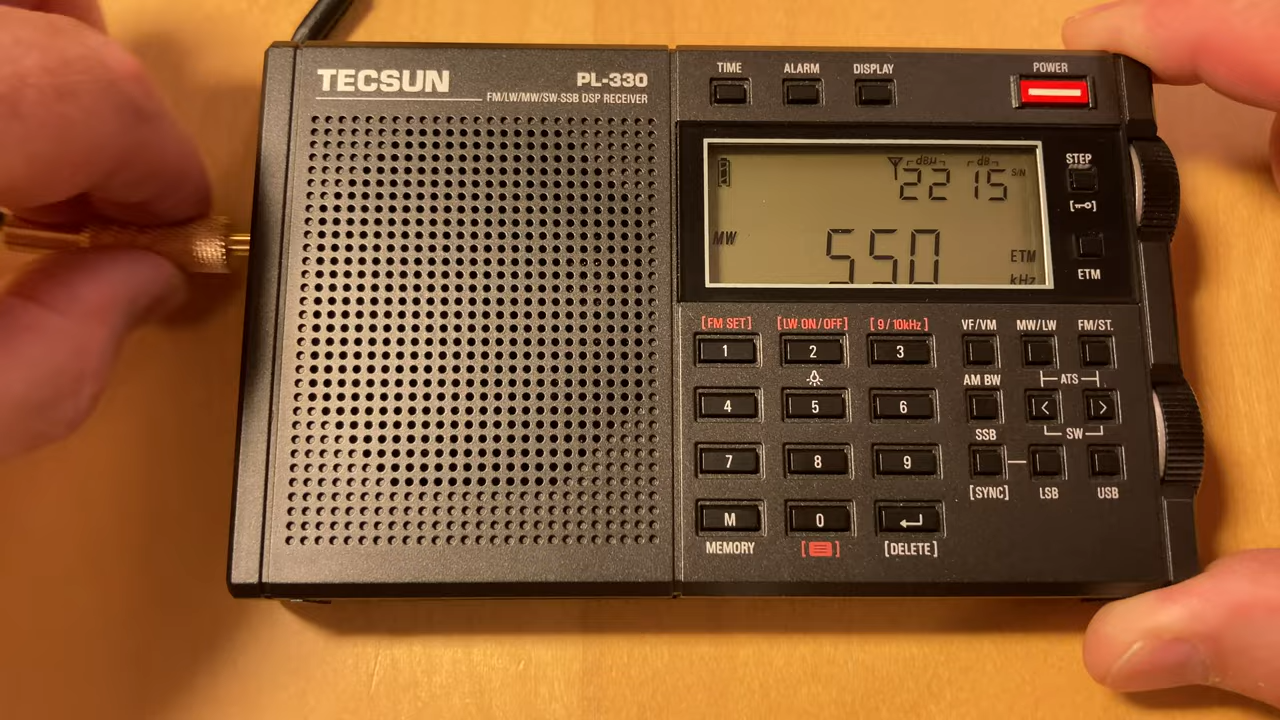 TECSUN
PL-330
FM/LW/MW/SW-SSB DSP RECEIVER
TIME ALARM DISPLAY POWER
dBμ dB
22 15 S/N
MW 550 ETM
kHz
STEP
ETM
[FM SET] [LW ON/OFF] [9/10kHz] VF/VM MW/LW FM/ST.
1 2 3
AM BW ATS
4 5 6 < >
SSB SW
7 8 9
[SYNC] LSB USB
M 0
MEMORY [DELETE]